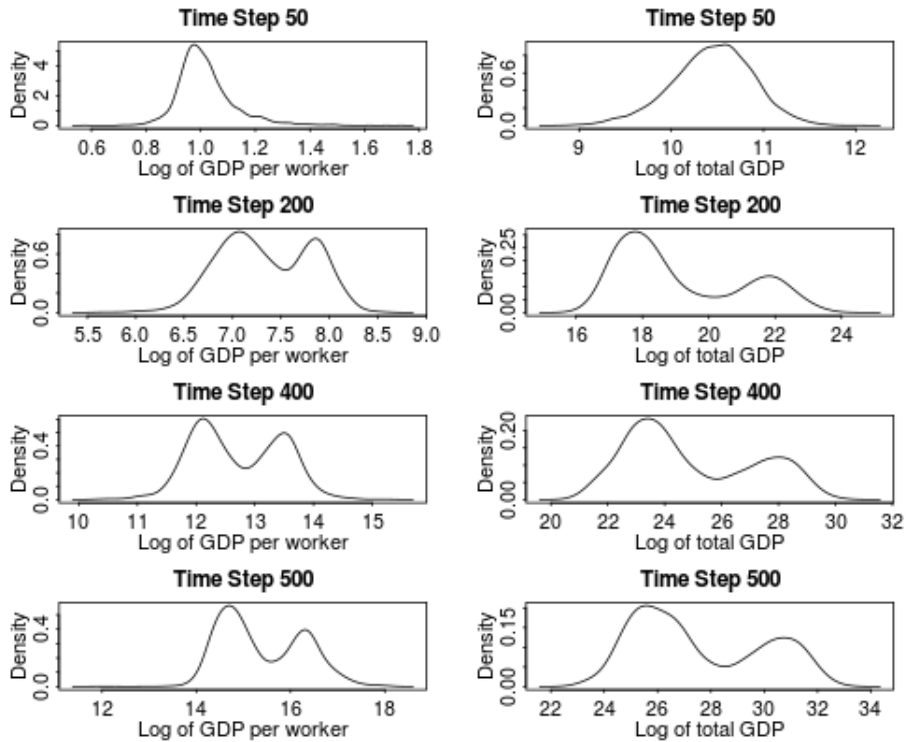 Time Step 50
Density
0 2 4
0.6 0.8 1.0 1.2 1.4 1.6 1.8
Log of GDP per worker
Time Step 50
Density
0.0 0.6
9 10 11 12
Log of total GDP
Time Step 200
Density
0.0 0.6
5.5 6.0 6.5 7.0 7.5 8.0 8.5 9.0
Log of GDP per worker
Time Step 200
Density
0.00 0.25
16 18 20 22 24
Log of total GDP
Time Step 400
Density
0.0 0.4
10 11 12 13 14 15
Log of GDP per worker
Time Step 400
Density
0.00 0.20
20 22 24 26 28 30 32
Log of total GDP
Time Step 500
Density
0.0 0.4
12 14 16 18
Log of GDP per worker
Time Step 500
Density
0.00 0.15
22 24 26 28 30 32 34
Log of total GDP